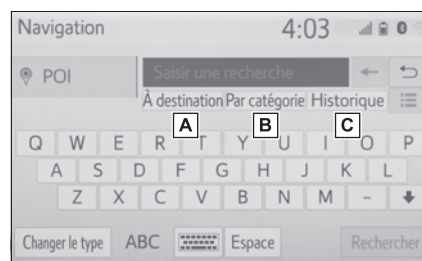 Navigation 4:03
POI Saisir une recherche
À destination Par catégorie Historique
A B C
Q W E R T Y U I O P
A S D F G H J K L
Z X C V B N M -
Changer le type ABC Espace Rechercher